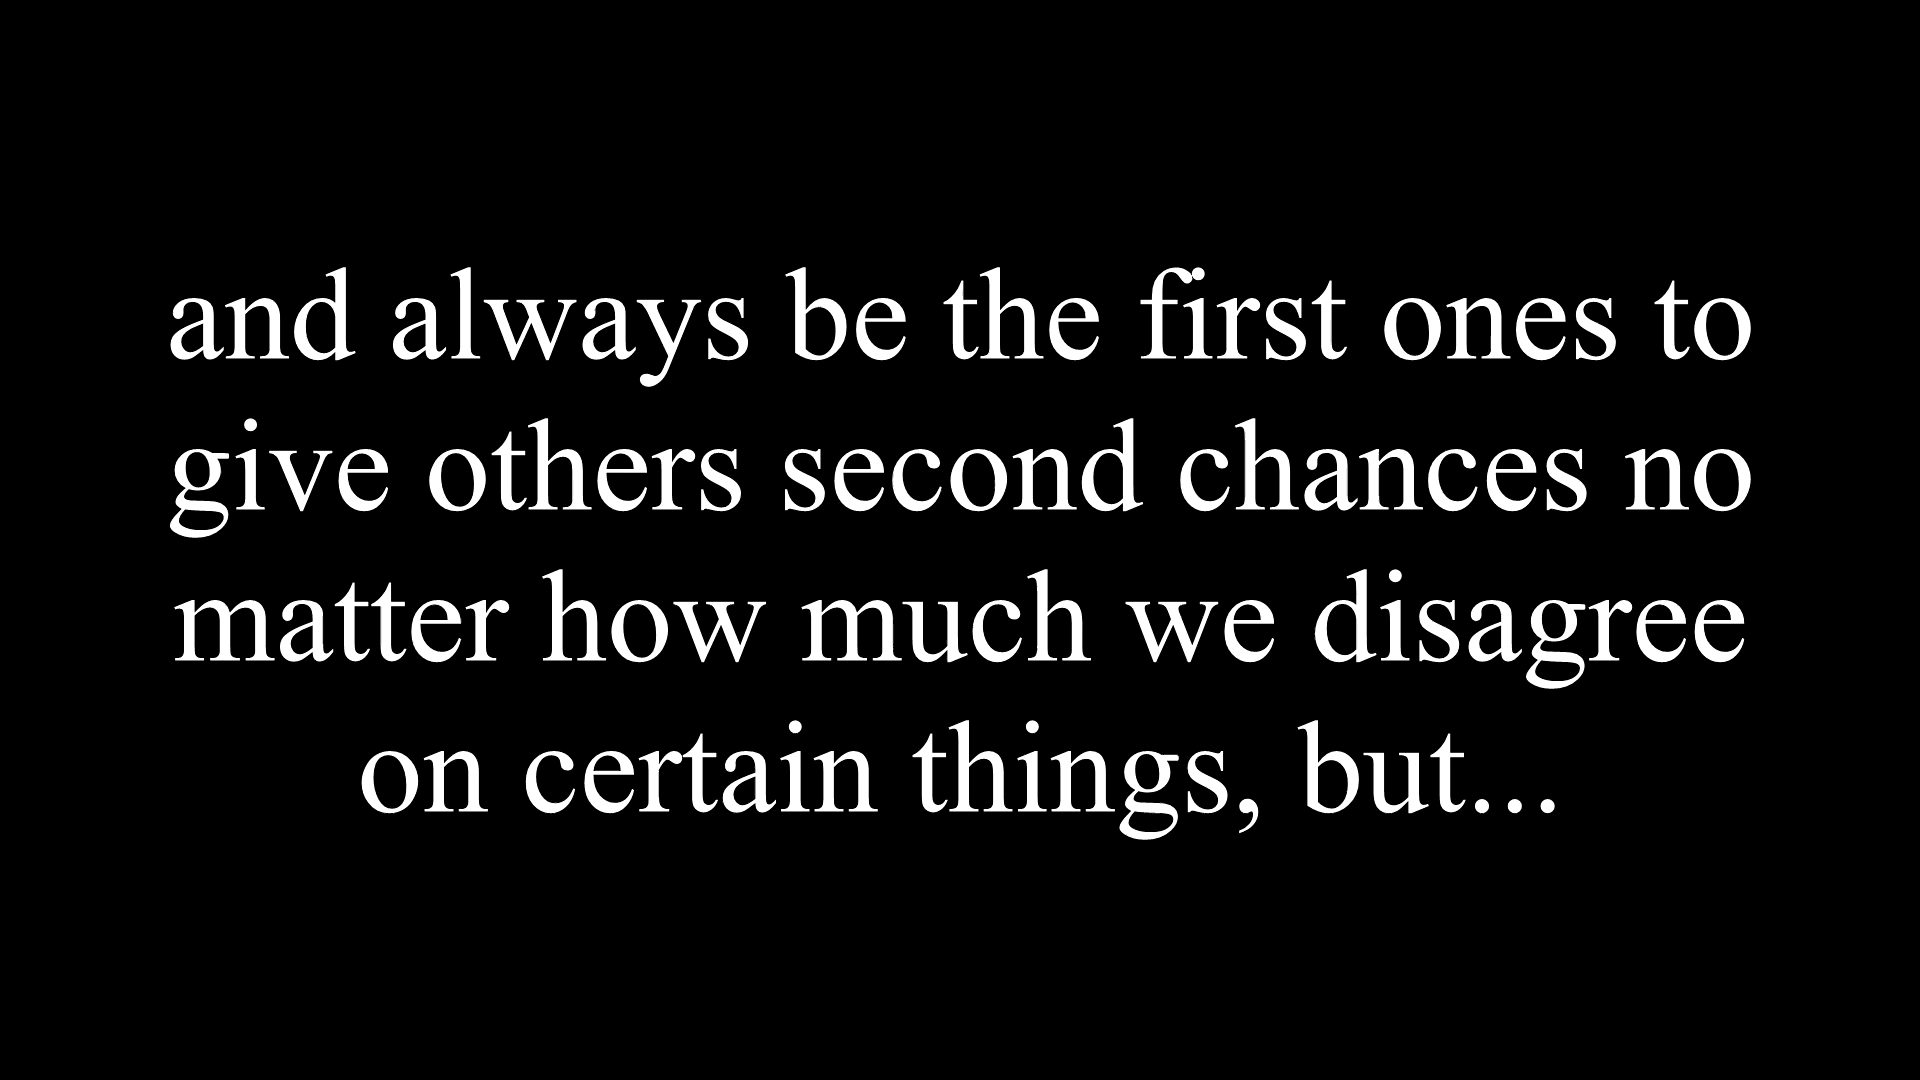 and always be the first ones to
give others second chances no
matter how much we disagree
on certain things, but...